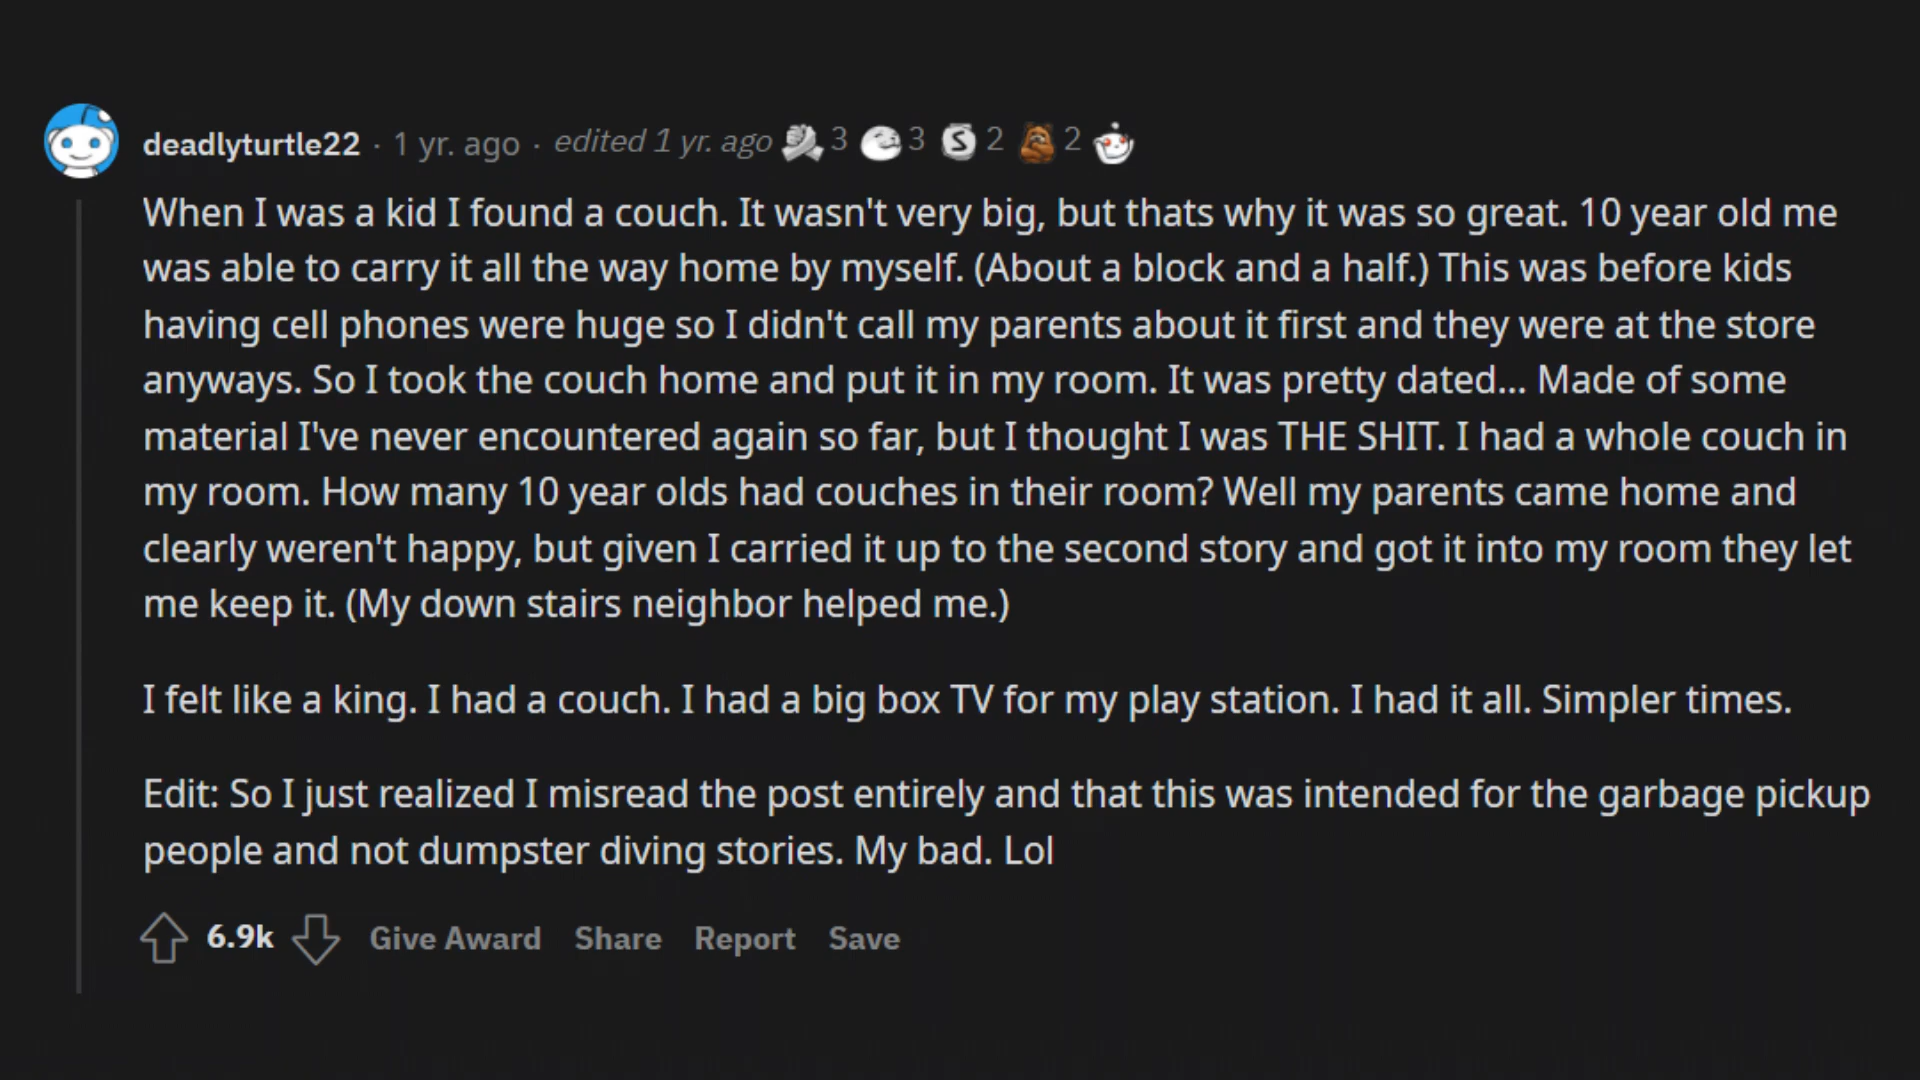 deadlyturtle22 · 1 yr. ago · edited 1 yr. ago 3 3 S 2 2
When I was a kid I found a couch. It wasn't very big, but thats why it was so great. 10 year old me
was able to carry it all the way home by myself. (About a block and a half.) This was before kids
having cell phones were huge so I didn't call my parents about it first and they were at the store
anyways. So I took the couch home and put it in my room. It was pretty dated... Made of some
material I've never encountered again so far, but I thought I was THE SHIT. I had a whole couch in
my room. How many 10 year olds had couches in their room? Well my parents came home and
clearly weren't happy, but given I carried it up to the second story and got it into my room they let
me keep it. (My down stairs neighbor helped me.)
I felt like a king. I had a couch. I had a big box TV for my play station. I had it all. Simpler times.
Edit: So I just realized I misread the post entirely and that this was intended for the garbage pickup
people and not dumpster diving stories. My bad. Lol
6.9k Give Award Share Report Save